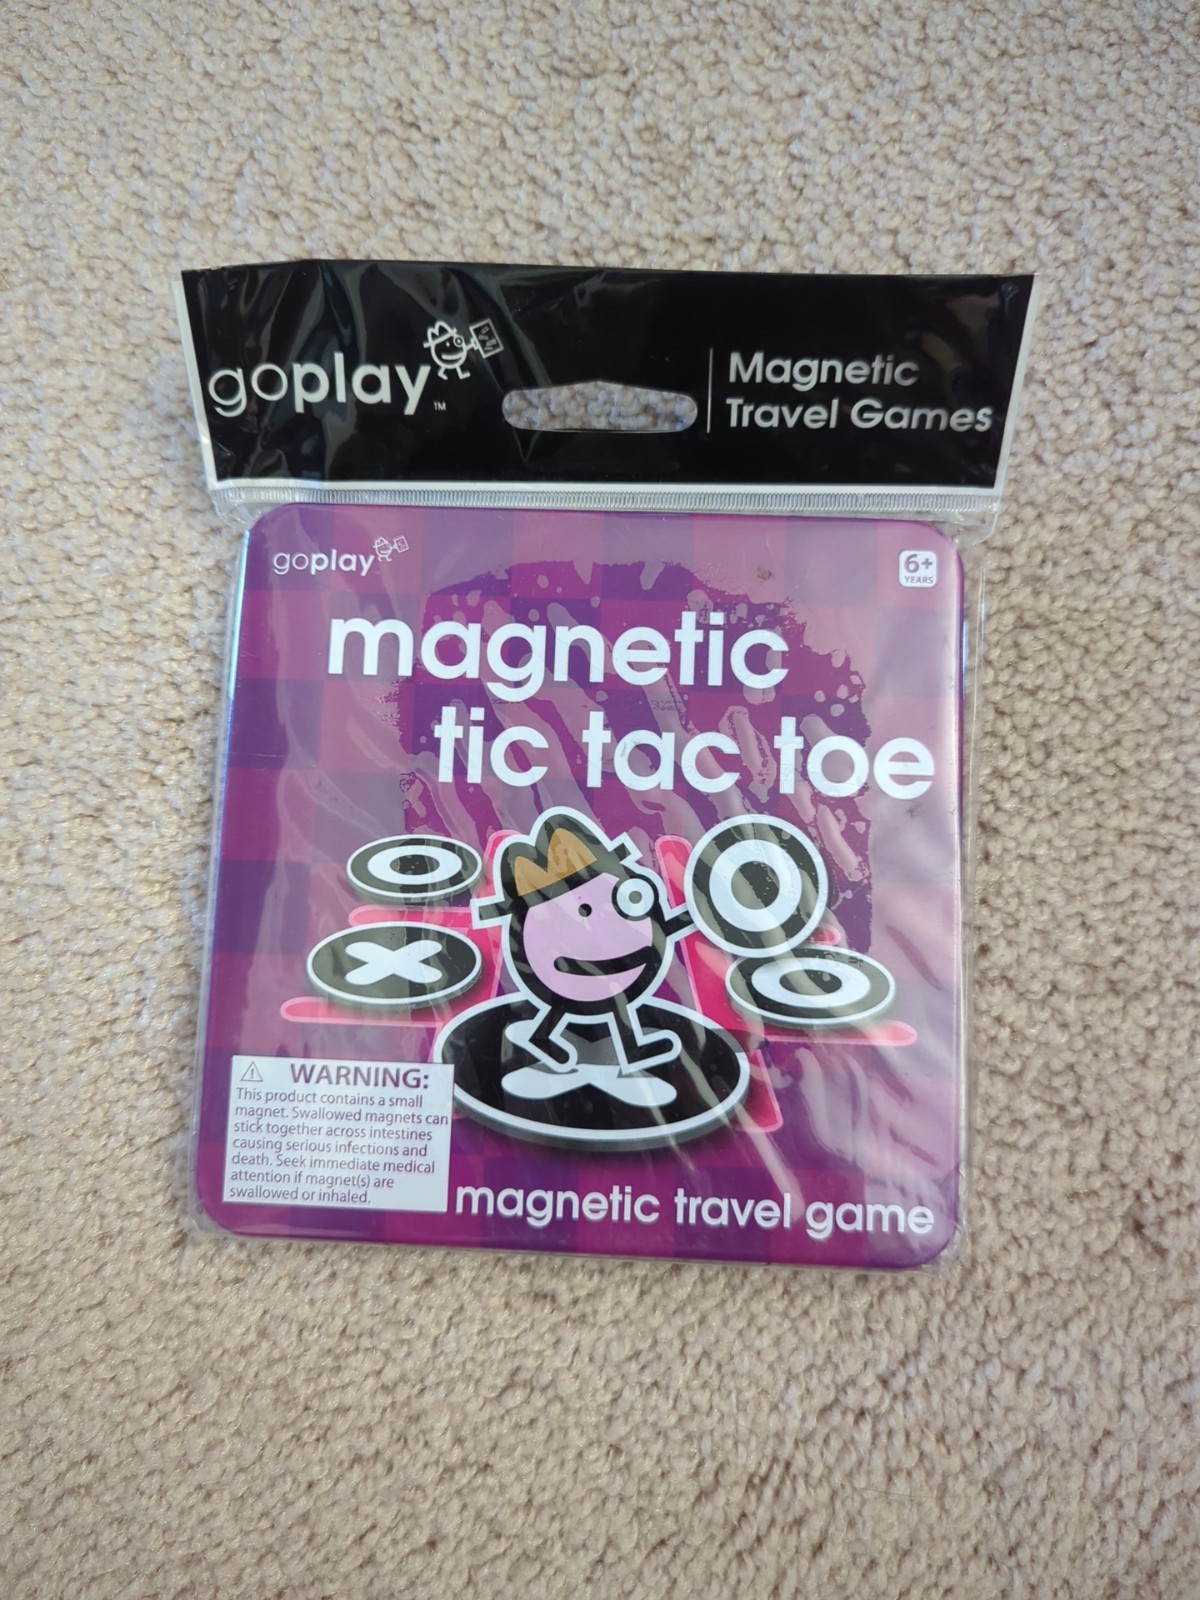 goplay™
Magnetic
Travel Games
goplay
6+
YEARS
magnetic
tic tac toe
WARNING:
This product contains a small
magnet. Swallowed magnets can
stick together across intestines
causing serious infections and
death. Seek immediate medical
attention if magnet(s) are
swallowed or inhaled.
magnetic travel game